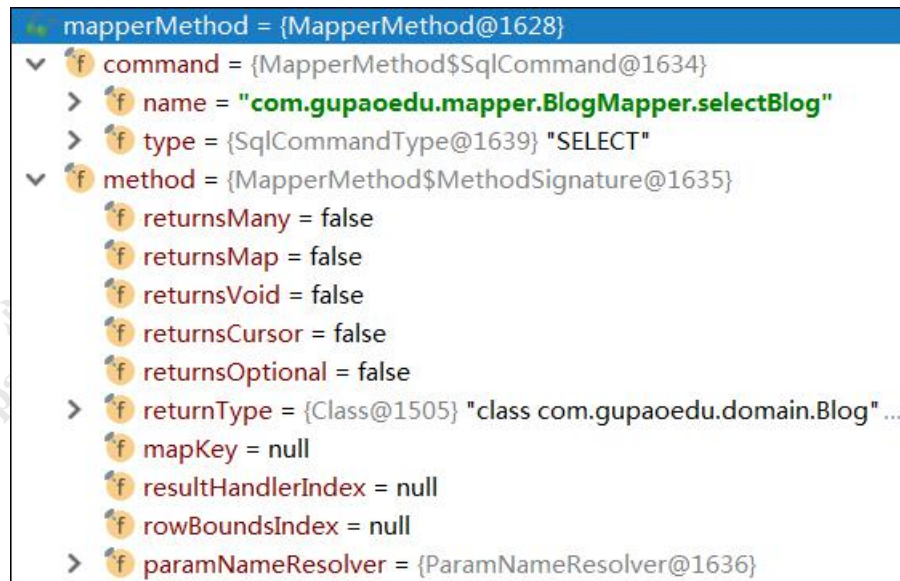 mapperMethod = {MapperMethod@1628}
f command = {MapperMethod$SqlCommand@1634}
f name = "com.gupaoedu.mapper.BlogMapper.selectBlog"
f type = {SqlCommandType@1639} "SELECT"
f method = {MapperMethod$MethodSignature@1635}
f returnsMany = false
f returnsMap = false
f returnsVoid = false
f returnsCursor = false
f returnsOptional = false
f returnType = {Class@1505} "class com.gupaoedu.domain.Blog" ...
f mapKey = null
f resultHandlerIndex = null
f rowBoundsIndex = null
f paramNameResolver = {ParamNameResolver@1636}